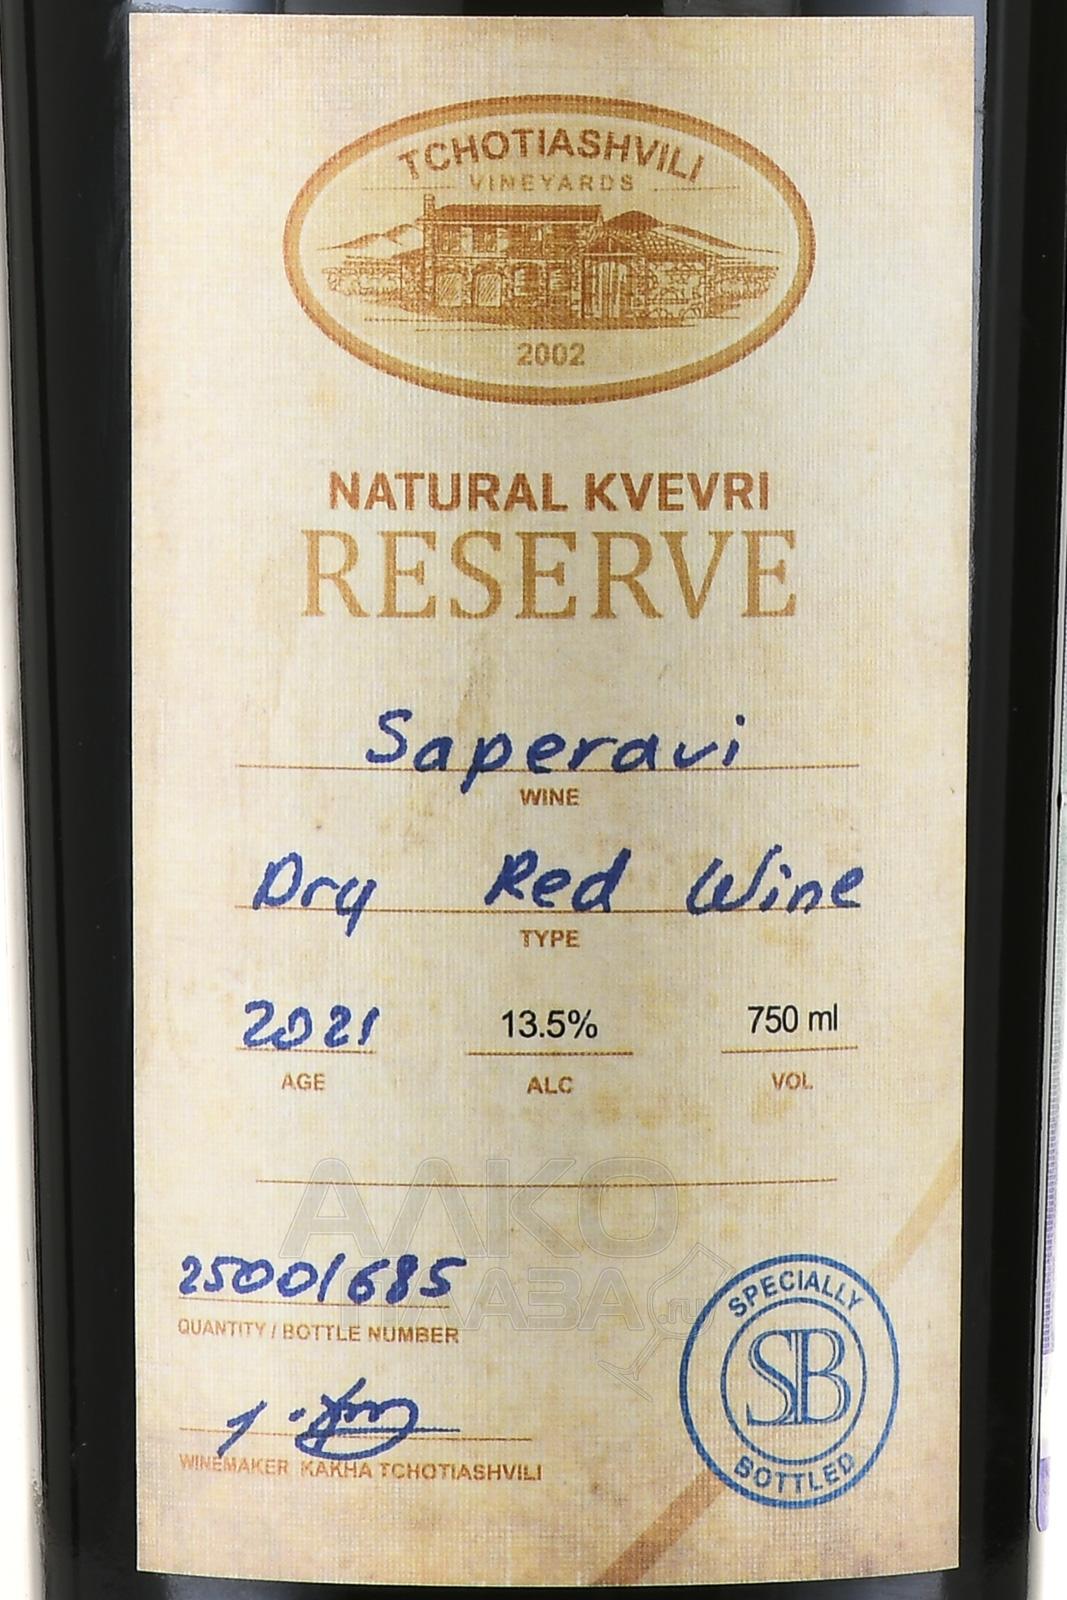 TCHOTIASHVILI
VINEYARDS
2002
NATURAL KVEVRI
RESERVE
Saperavi
WINE
Dry Red Wine
TYPE
2021 13.5% 750 ml
AGE ALC VOL
АЛКО
ПЛАЗА.ru
2500/685
QUANTITY / BOTTLE NUMBER
WINEMAKER KAKHA TCHOTIASHVILI
SPECIALLY
SB
BOTTLED